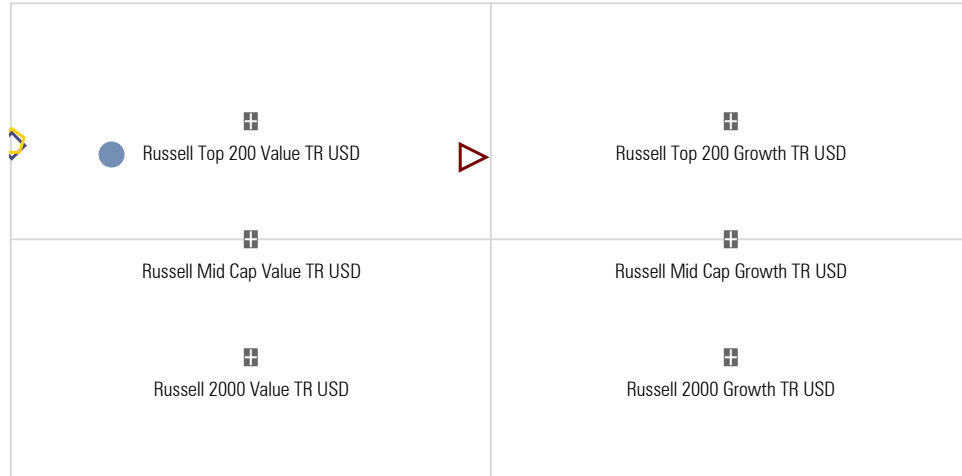 Russell Top 200 Value TR USD
Russell Top 200 Growth TR USD
Russell Mid Cap Value TR USD
Russell Mid Cap Growth TR USD
Russell 2000 Value TR USD
Russell 2000 Growth TR USD